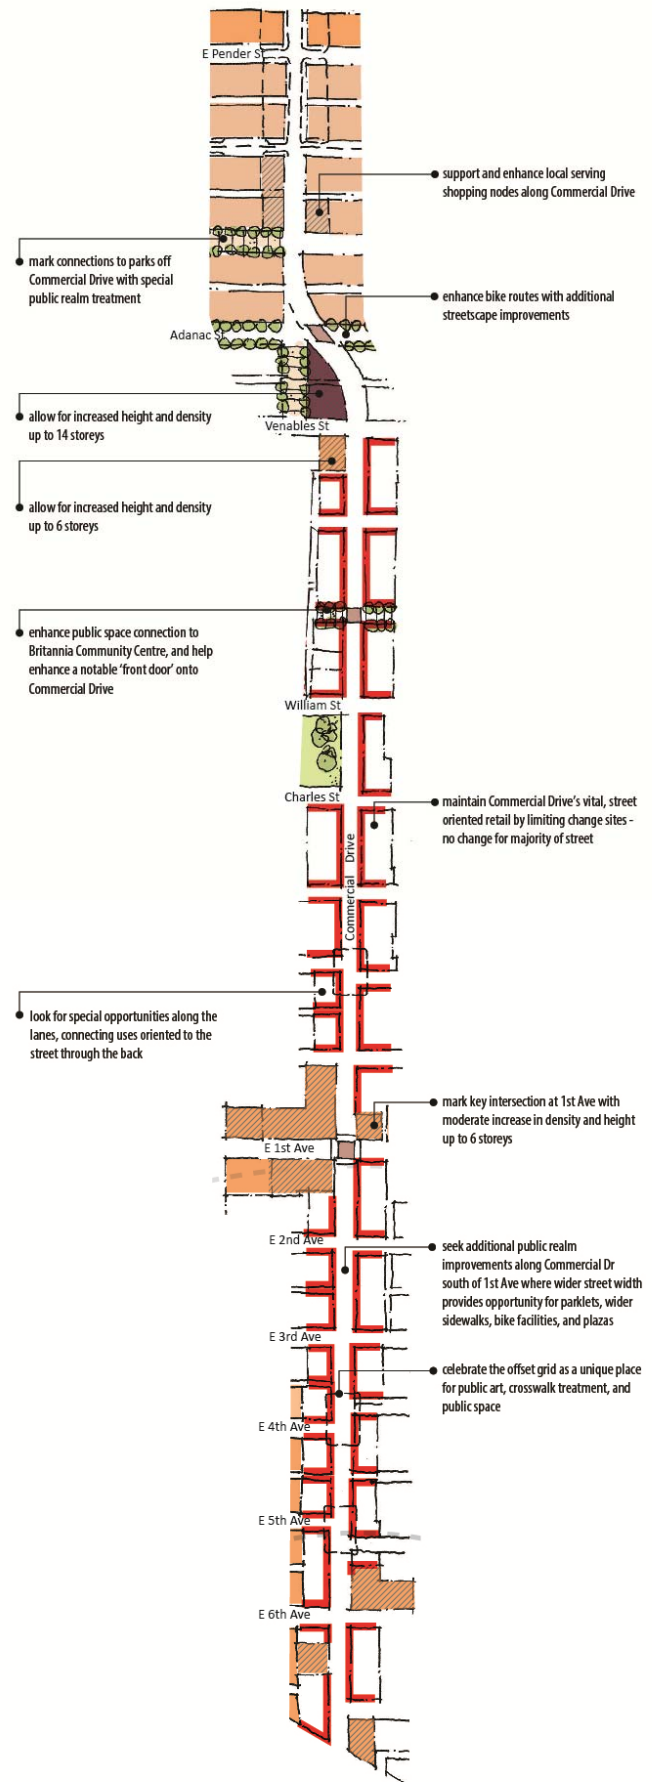 E Pender St
support and enhance local serving
shopping nodes along Commercial Drive
mark connections to parks off
Commercial Drive with special
public realm treatment
enhance bike routes with additional
streetscape improvements
Adanac St
allow for increased height and density
up to 14 storeys
Venables St
allow for increased height and density
up to 6 storeys
enhance public space connection to
Britannia Community Centre, and help
enhance a notable ‘front door’ onto
Commercial Drive
William St
Charles St
maintain Commercial Drive’s vital, street
oriented retail by limiting change sites -
no change for majority of street
Commercial Drive
look for special opportunities along the
lanes, connecting uses oriented to the
street through the back
mark key intersection at 1st Ave with
moderate increase in density and height
up to 6 storeys
E 1st Ave
E 2nd Ave
seek additional public realm
improvements along Commercial Dr
south of 1st Ave where wider street width
provides opportunity for parklets, wider
sidewalks, bike facilities, and plazas
E 3rd Ave
celebrate the offset grid as a unique place
for public art, crosswalk treatment, and
public space
E 4th Ave
E 5th Ave
E 6th Ave